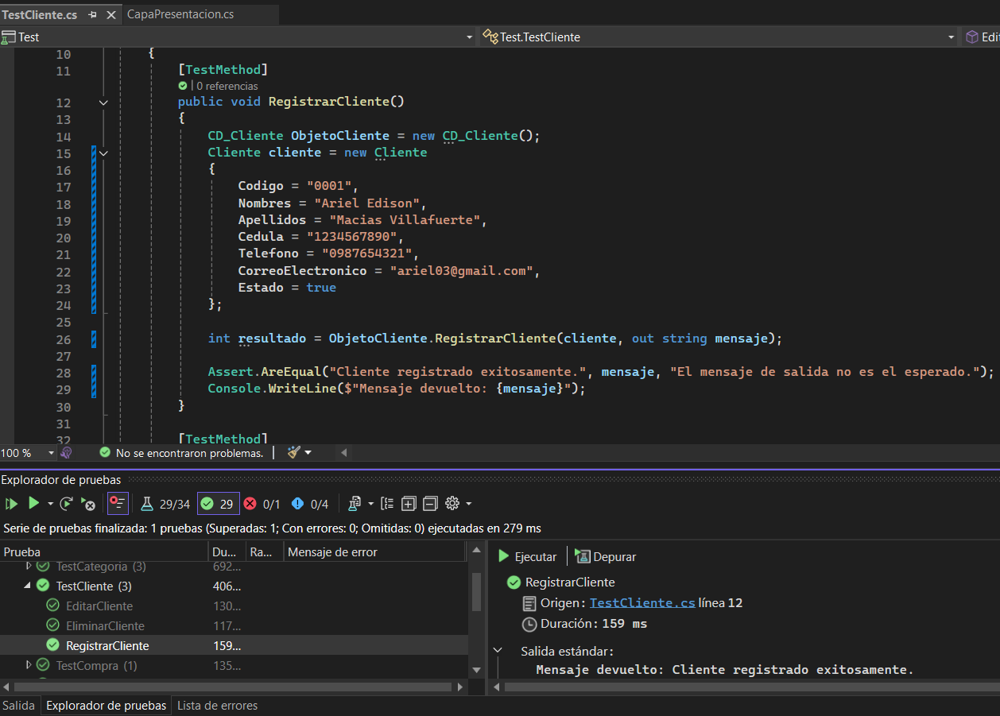 TestCliente.cs
CapaPresentacion.cs
Test
Test.TestCliente
Edi
10 {
11 [TestMethod]
| 0 referencias
12 public void RegistrarCliente()
13 {
14 CD_Cliente ObjetoCliente = new CD_Cliente();
15 Cliente cliente = new Cliente
16 {
17 Codigo = "0001",
18 Nombres = "Ariel Edison",
19 Apellidos = "Macias Villafuerte",
20 Cedula = "1234567890",
21 Telefono = "0987654321",
22 CorreoElectronico = "ariel03@gmail.com",
23 Estado = true
24 };
25
26 int resultado = ObjetoCliente.RegistrarCliente(cliente, out string mensaje);
27
28 Assert.AreEqual("Cliente registrado exitosamente.", mensaje, "El mensaje de salida no es el esperado.");
29 Console.WriteLine($"Mensaje devuelto: {mensaje}");
30 }
31
32 [TestMethod]
100 % No se encontraron problemas.
Explorador de pruebas
29/34 29 0/1 0/4
Serie de pruebas finalizada: 1 pruebas (Superadas: 1; Con errores: 0; Omitidas: 0) ejecutadas en 279 ms
Prueba Du... Ra... Mensaje de error
TestCategoria (3) 692...
TestCliente (3) 406...
EditarCliente 130...
EliminarCliente 117...
RegistrarCliente 159...
TestCompra (1) 135...
Ejecutar Depurar
RegistrarCliente
Origen: TestCliente.cs línea 12
Duración: 159 ms
Salida estándar:
Mensaje devuelto: Cliente registrado exitosamente.
Salida Explorador de pruebas Lista de errores